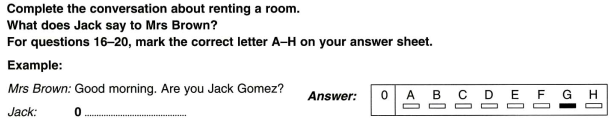 Complete the conversation about renting a room.
What does Jack say to Mrs Brown?
For questions 16–20, mark the correct letter A–H on your answer sheet.
Example:
Mrs Brown: Good morning. Are you Jack Gomez?
Answer: 0 A B C D E F G H
Jack: 0 ........................................